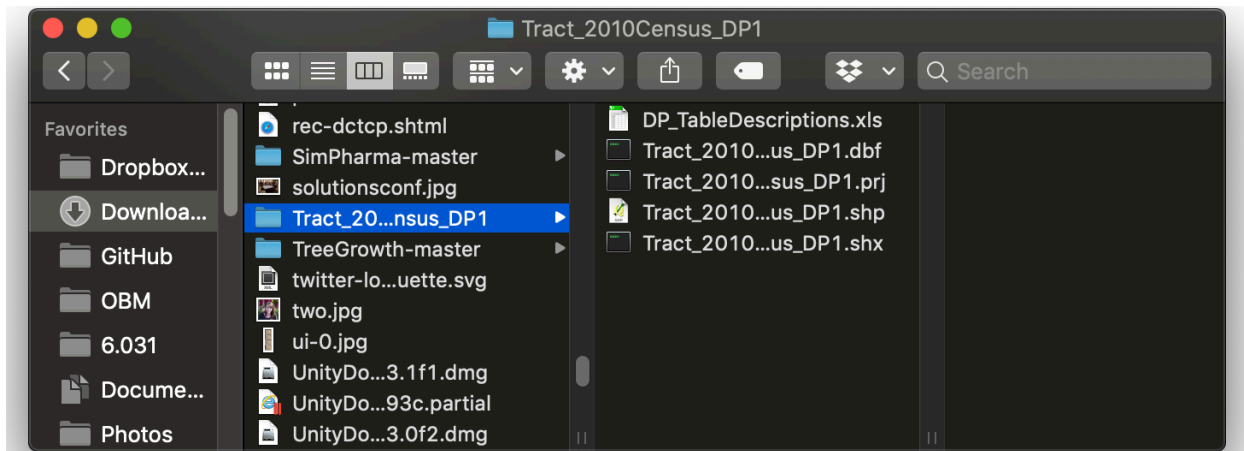 Tract_2010Census_DP1
Search
Favorites
Dropbox...
Downloa...
GitHub
OBM
6.031
Docume...
Photos
rec-dctcp.shtml
SimPharma-master
solutionsconf.jpg
Tract_20...nsus_DP1
TreeGrowth-master
twitter-lo...uette.svg
two.jpg
ui-0.jpg
UnityDo...3.1f1.dmg
UnityDo...93c.partial
UnityDo...3.0f2.dmg
DP_TableDescriptions.xls
Tract_2010...us_DP1.dbf
Tract_2010...sus_DP1.prj
Tract_2010...us_DP1.shp
Tract_2010...us_DP1.shx